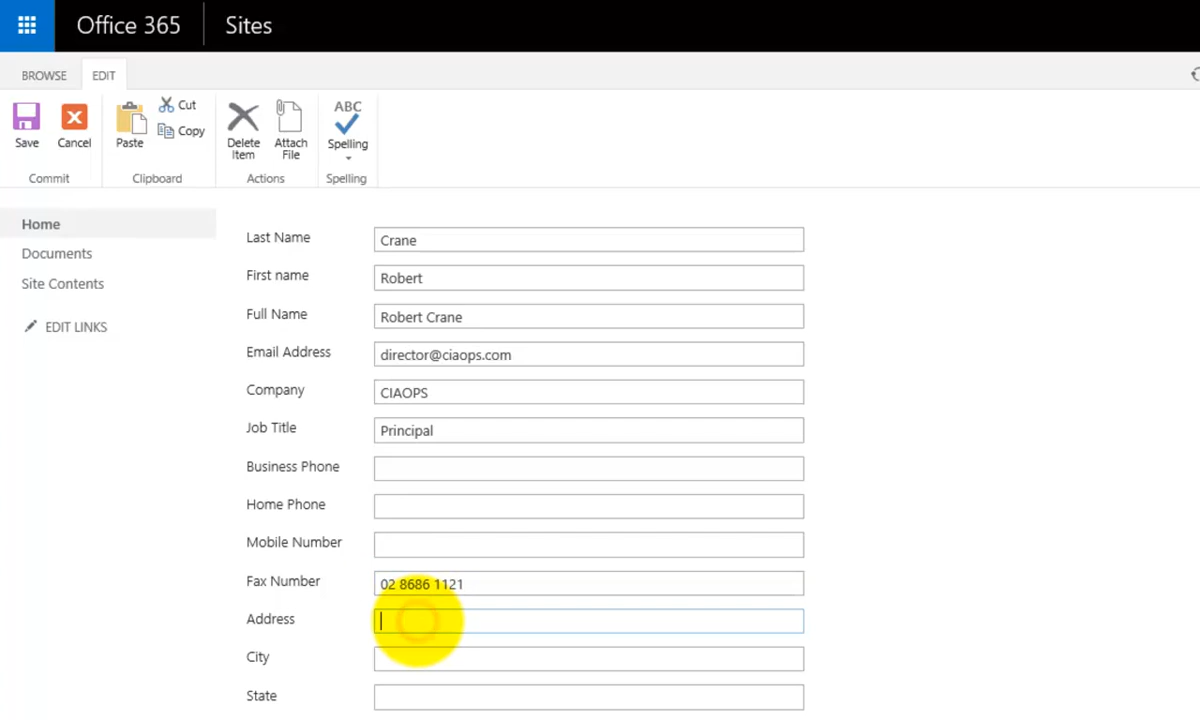 Office 365 Sites
BROWSE EDIT
Save
Cancel
Paste
Cut
Copy
Delete Item
Attach File
ABC
Spelling
Commit Clipboard Actions Spelling
Home
Documents
Site Contents
EDIT LINKS
Last Name Crane
First name Robert
Full Name Robert Crane
Email Address director@ciaops.com
Company CIAOPS
Job Title Principal
Business Phone
Home Phone
Mobile Number
Fax Number 02 8686 1121
Address
City
State